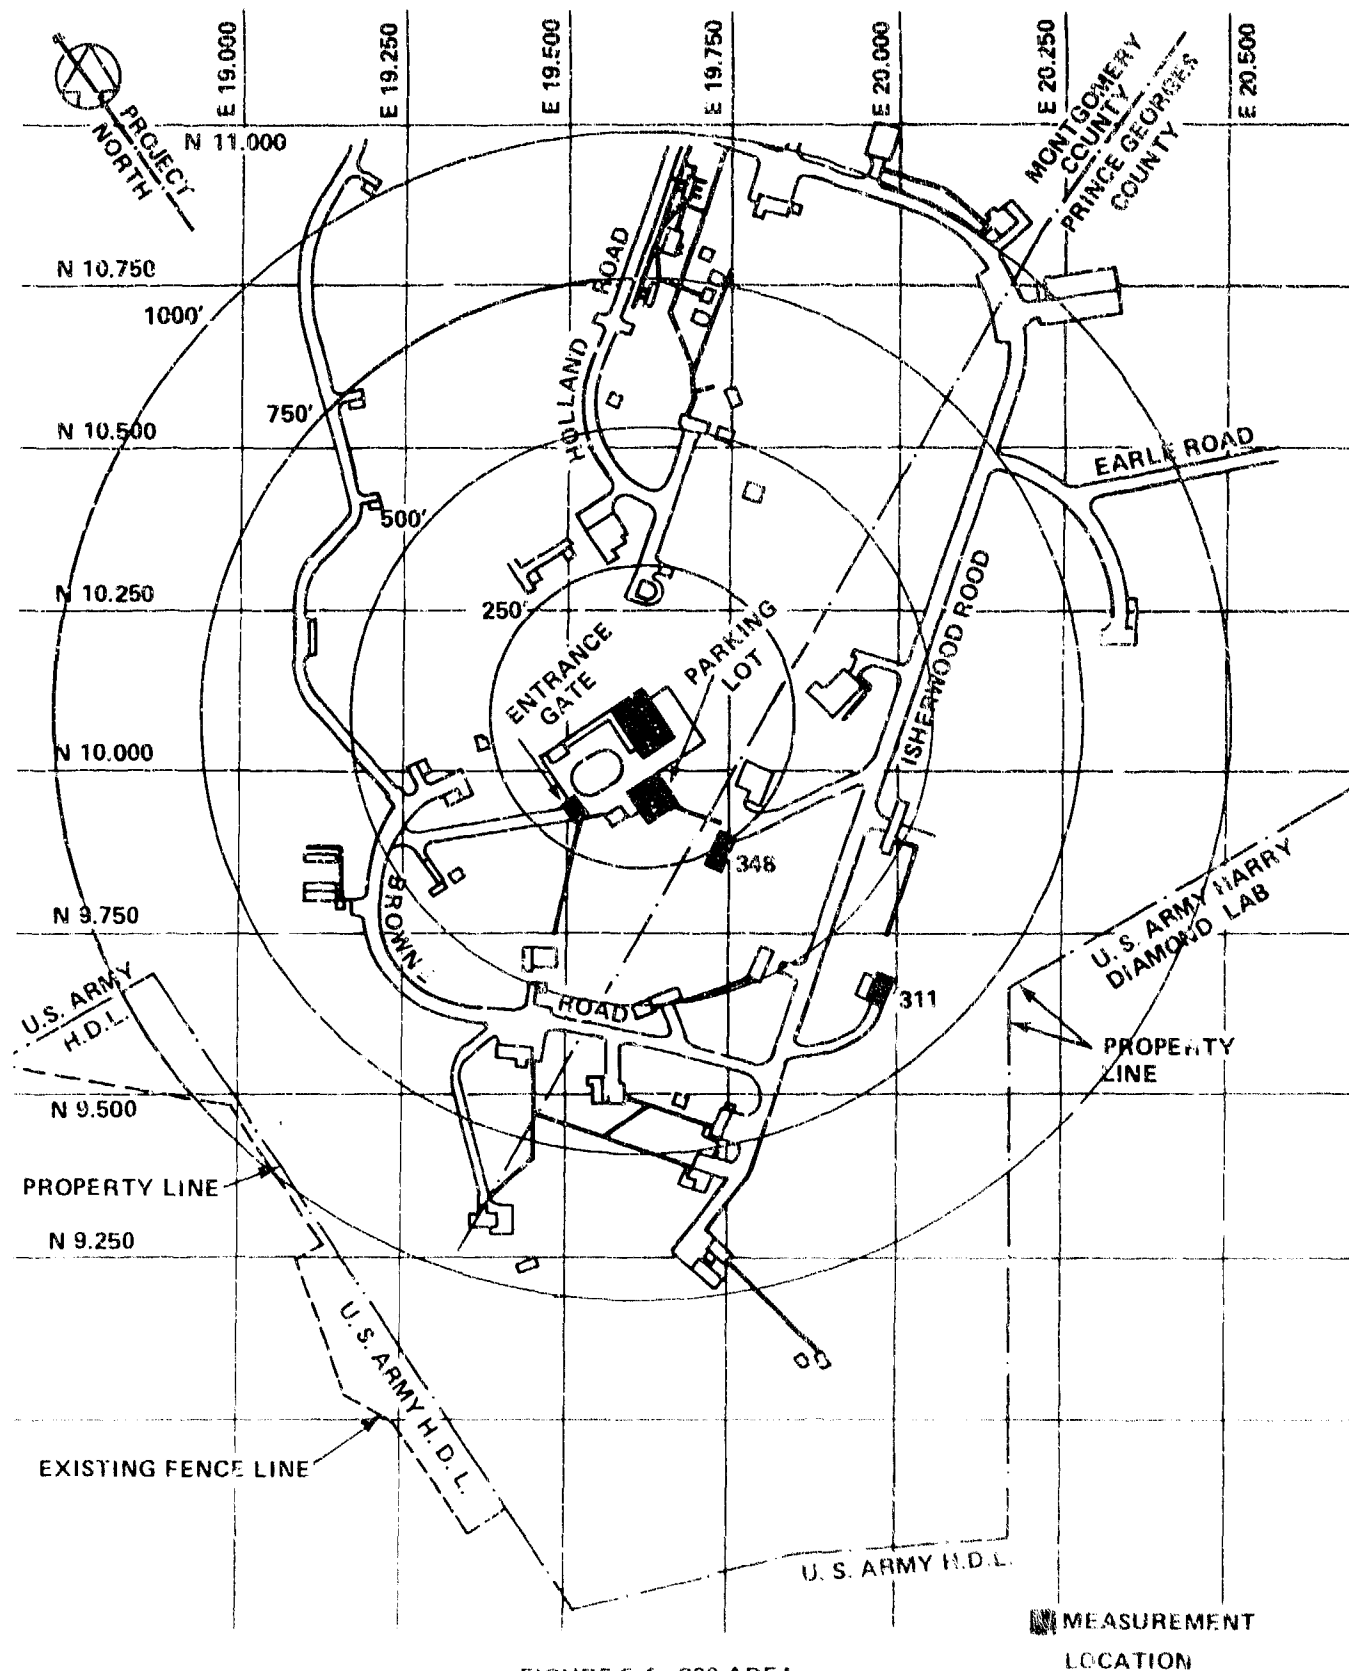 E 19.000
E 19.250
E 19.500
E 19.750
E 20.000
E 20.250
E 20.500
PROJECT
NORTH
N 11.000
MONTGOMERY
COUNTY
PRINCE GEORGES
COUNTY
N 10.750
1000'
HOLLAND ROAD
750'
N 10.500
EARLE ROAD
500'
N 10.250
250'
ISHERWOOD ROOD
ENTRANCE
GATE
PARKING
LOT
N 10.000
348
BROWNE
ROAD
N 9.750
U. S. ARMY HARRY
DIAMOND LAB
U.S. ARMY
H.D.L.
311
PROPERTY
LINE
N 9.500
PROPERTY LINE
N 9.250
U. S. ARMY H. D. L.
EXISTING FENCE LINE
U. S. ARMY H.D.L.
MEASUREMENT
LOCATION